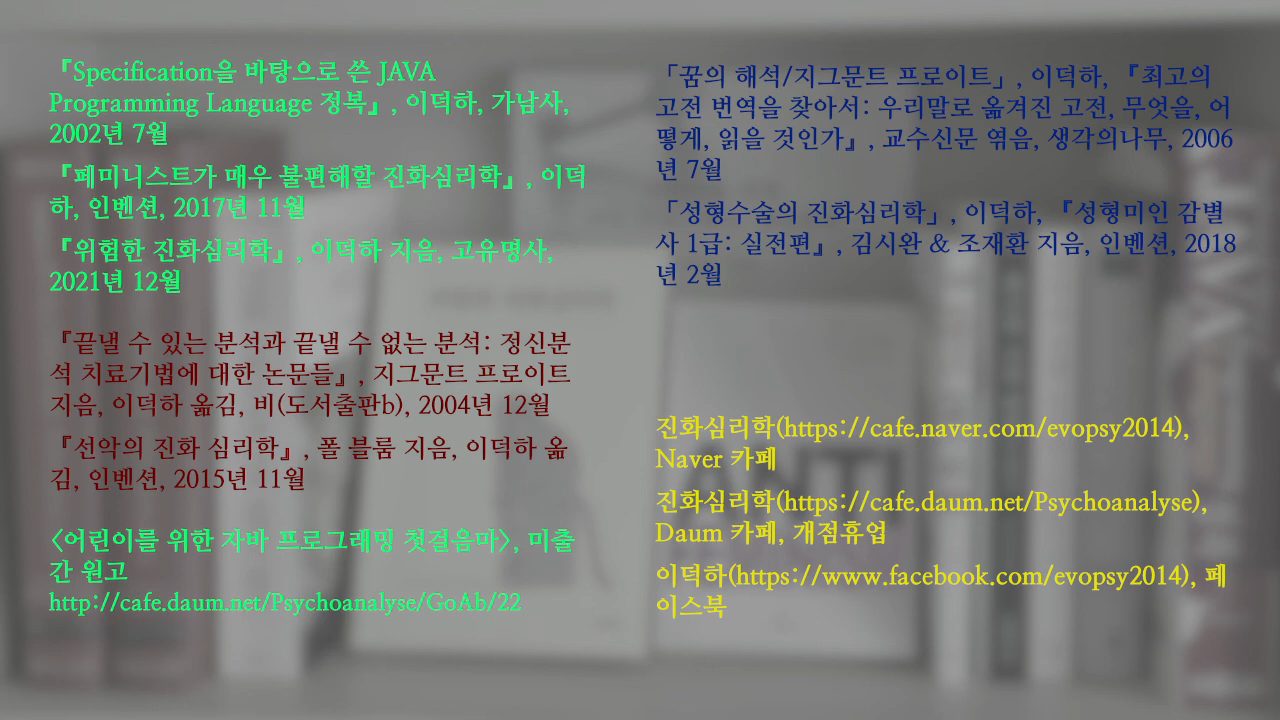 『Specification을 바탕으로 쓴 JAVA
Programming Language 정복』, 이덕하, 가남사,
2002년 7월
『페미니스트가 매우 불편해할 진화심리학』, 이덕
하, 인벤션, 2017년 11월
『위험한 진화심리학』, 이덕하 지음, 고유명사,
2021년 12월
『끝낼 수 있는 분석과 끝낼 수 없는 분석: 정신분
석 치료기법에 대한 논문들』, 지그문트 프로이트
지음, 이덕하 옮김, 비(도서출판b), 2004년 12월
『선악의 진화 심리학』, 폴 블룸 지음, 이덕하 옮
김, 인벤션, 2015년 11월
〈어린이를 위한 자바 프로그래밍 첫걸음마〉, 미출
간 원고
http://cafe.daum.net/Psychoanalyse/GoAb/22
「꿈의 해석/지그문트 프로이트」, 이덕하, 『최고의
고전 번역을 찾아서: 우리말로 옮겨진 고전, 무엇을, 어
떻게, 읽을 것인가』, 교수신문 엮음, 생각의나무, 2006
년 7월
「성형수술의 진화심리학」, 이덕하, 『성형미인 감별
사 1급: 실전편』, 김시완 & 조재환 지음, 인벤션, 2018
년 2월
진화심리학(https://cafe.naver.com/evopsy2014),
Naver 카페
진화심리학(https://cafe.daum.net/Psychoanalyse),
Daum 카페, 개점휴업
이덕하(https://www.facebook.com/evopsy2014), 페
이스북